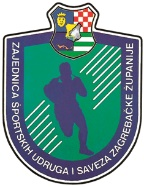 ZAJEDNICA ŠPORTSKIH UDRUGA I SAVEZA ZAGREBAČKE ŽUPANIJE